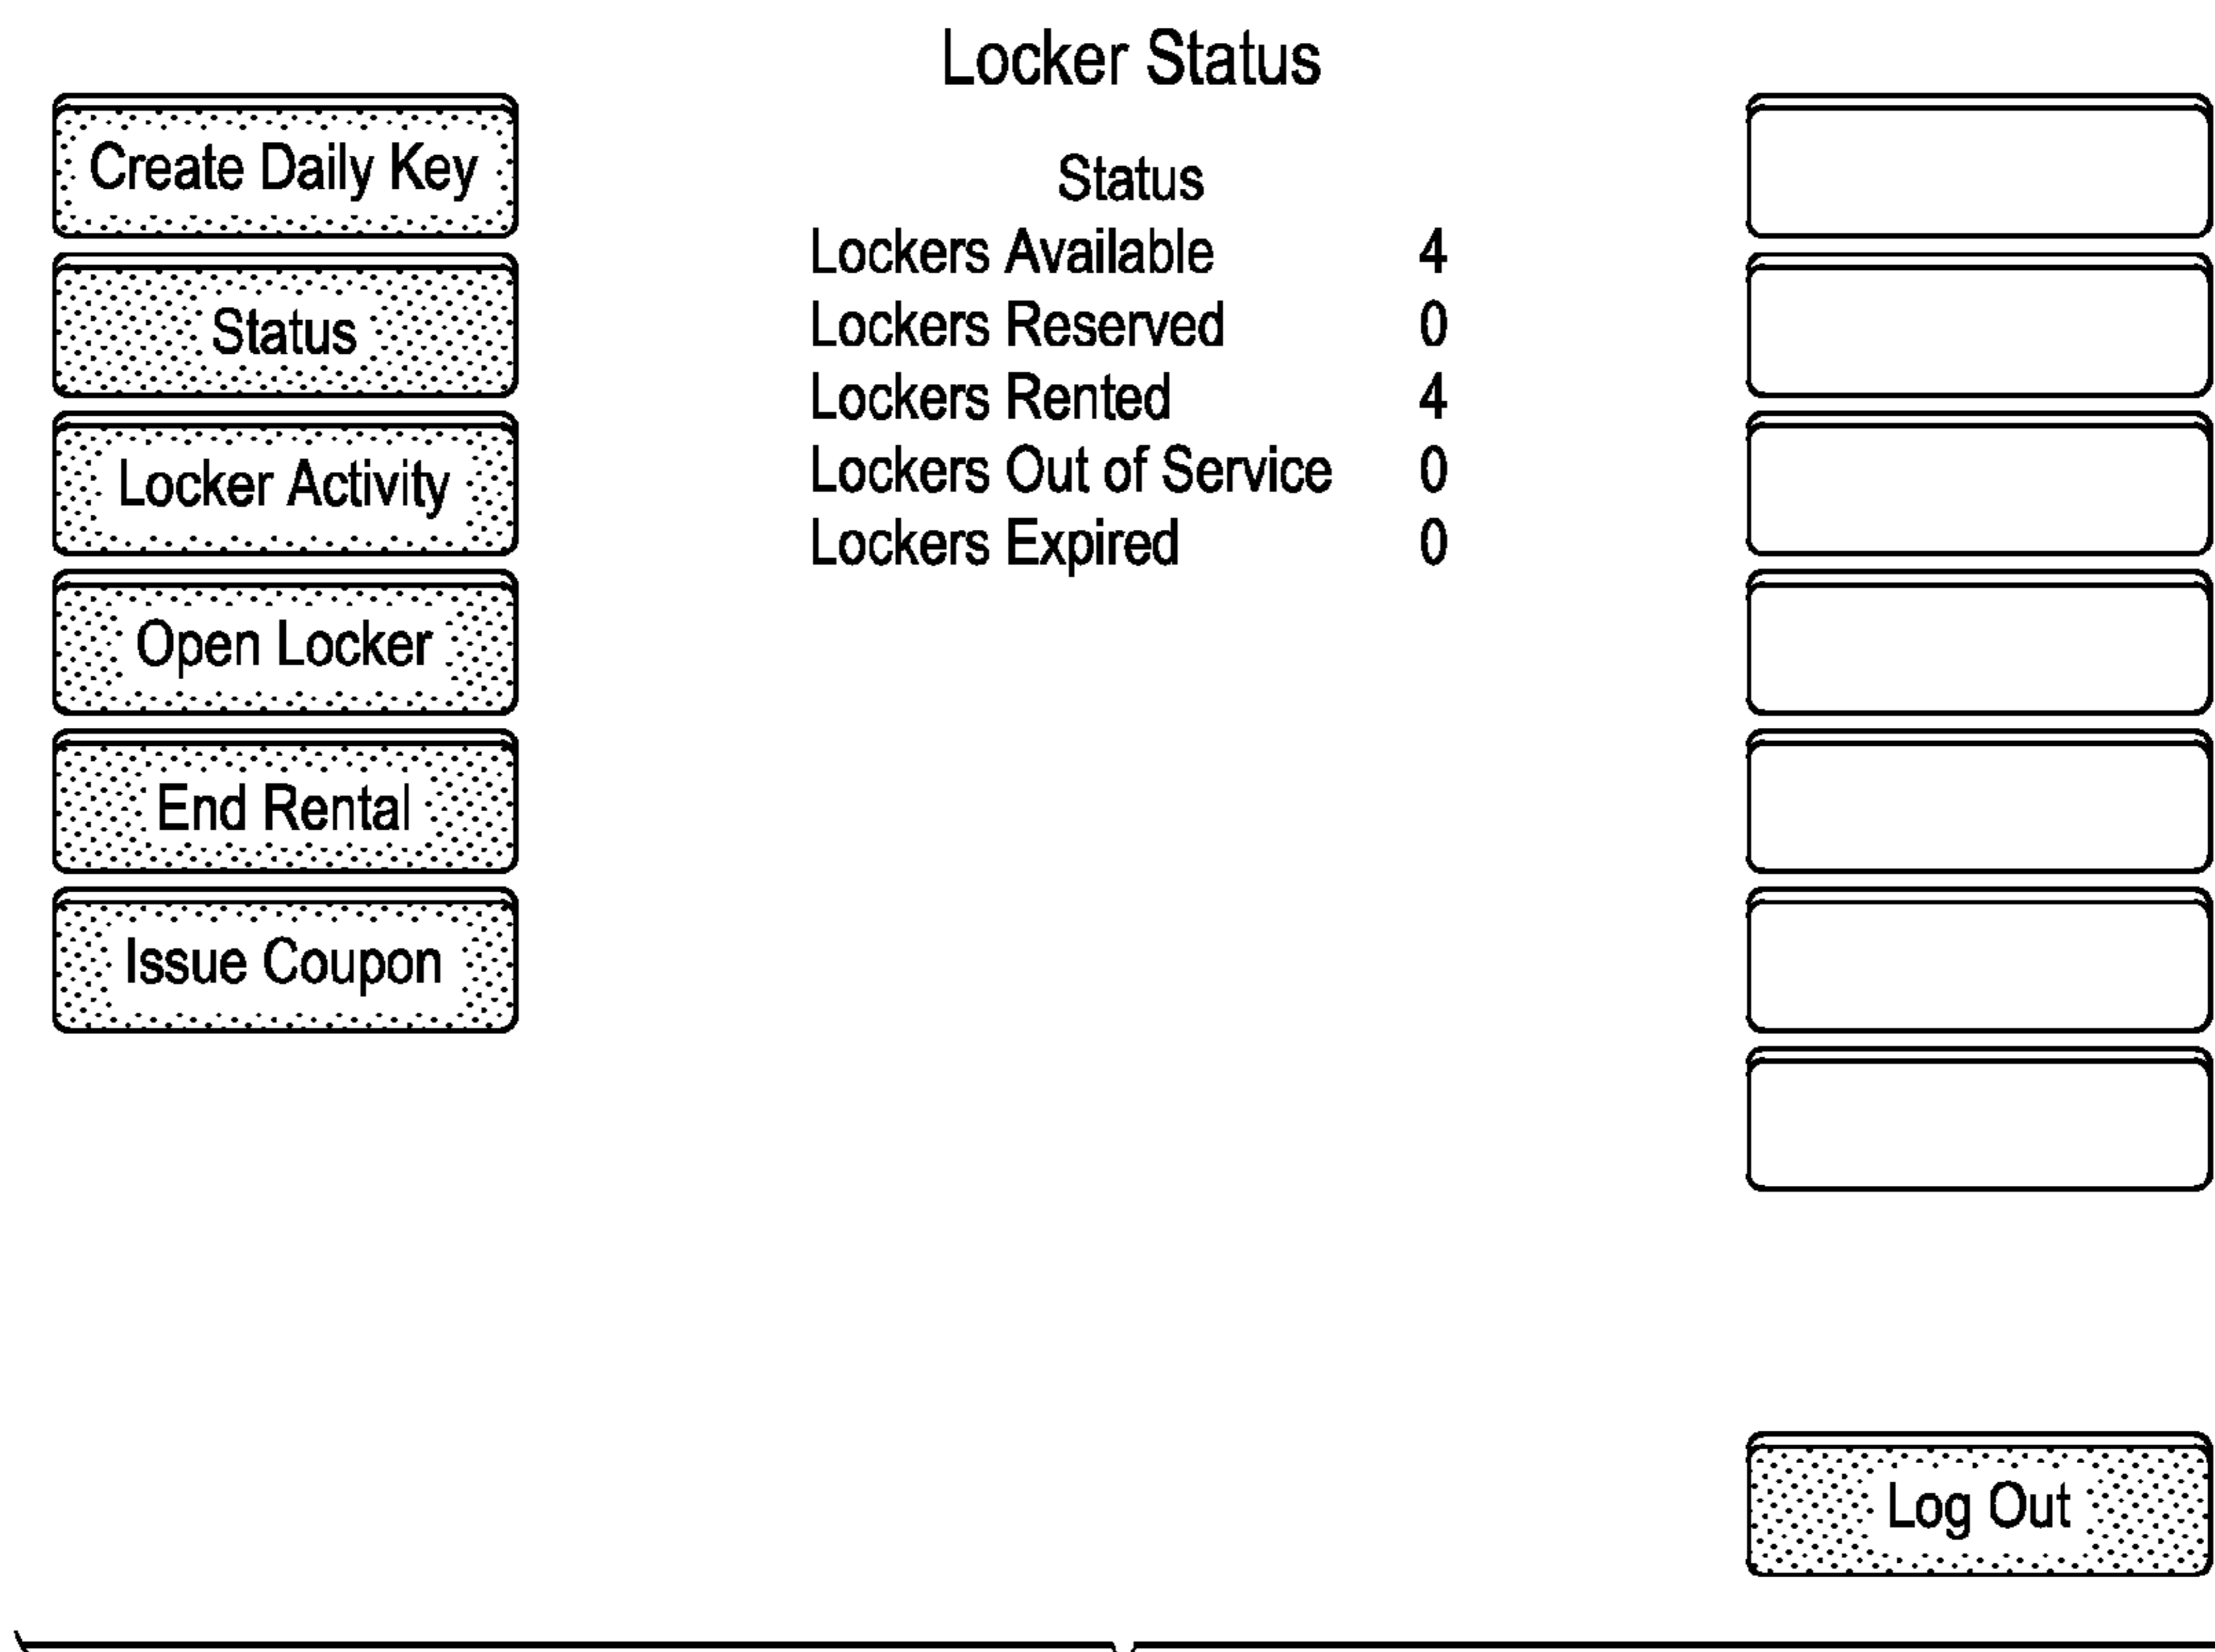 Locker Status
Create Daily Key
Status
Locker Activity
Open Locker
End Rental
Issue Coupon
Status
Lockers Available 4
Lockers Reserved 0
Lockers Rented 4
Lockers Out of Service 0
Lockers Expired 0
Log Out